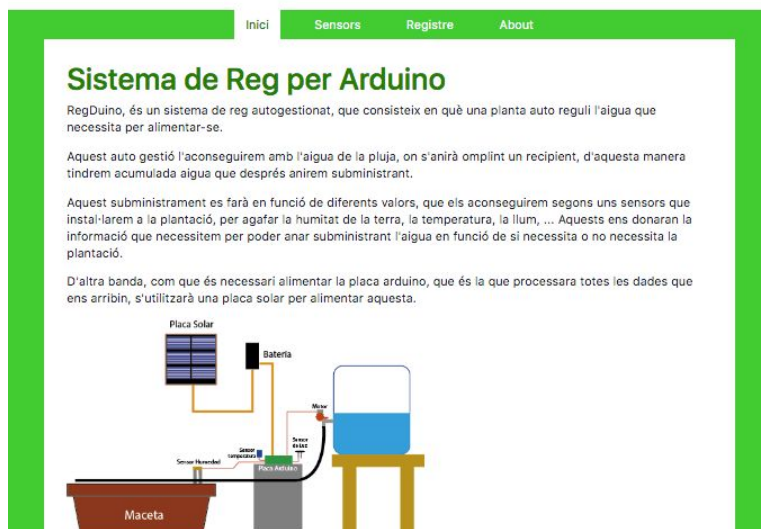 Inici Sensors Registre About
Sistema de Reg per Arduino
RegDuino, és un sistema de reg autogestionat, que consisteix en què una planta auto reguli l'aigua que
necessita per alimentar-se.
Aquest auto gestió l'aconseguirem amb l'aigua de la pluja, on s'anirà omplint un recipient, d'aquesta manera
tindrem acumulada aigua que després anirem subministrant.
Aquest subministrament es farà en funció de diferents valors, que els aconseguirem segons uns sensors que
instal·larem a la plantació, per agafar la humitat de la terra, la temperatura, la llum, ... Aquests ens donaran la
informació que necessitem per poder anar subministrant l'aigua en funció de si necessita o no necessita la
plantació.
D'altra banda, com que és necessari alimentar la placa arduino, que és la que processara totes les dades que
ens arribin, s'utilitzarà una placa solar per alimentar aquesta.
Placa Solar
Bateria
Motor
Sensor
de Luz
Sensor
temperatura
Sensor Humedad
Placa Arduino
Maceta